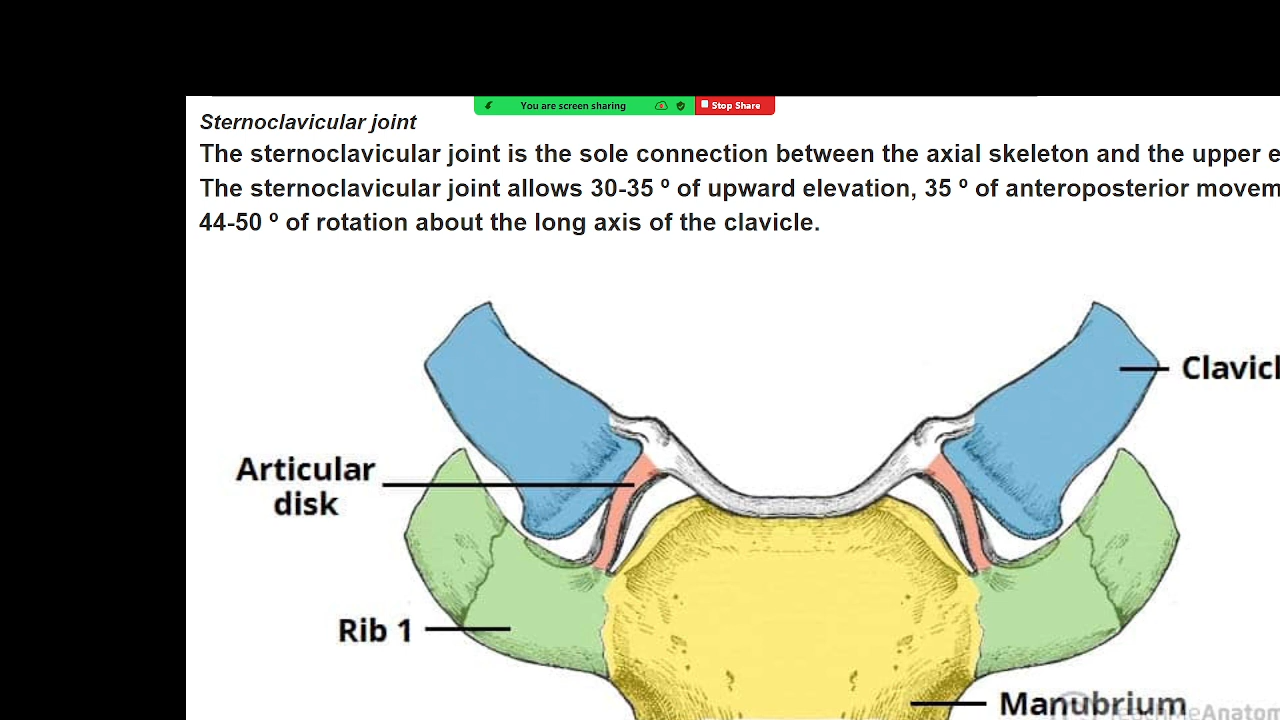 You are screen sharing
Stop Share
Sternoclavicular joint
The sternoclavicular joint is the sole connection between the axial skeleton and the upper
The sternoclavicular joint allows 30-35 º of upward elevation, 35 º of anteroposterior
44-50 º of rotation about the long axis of the clavicle.
Articular
disk
Rib 1
Manubrium